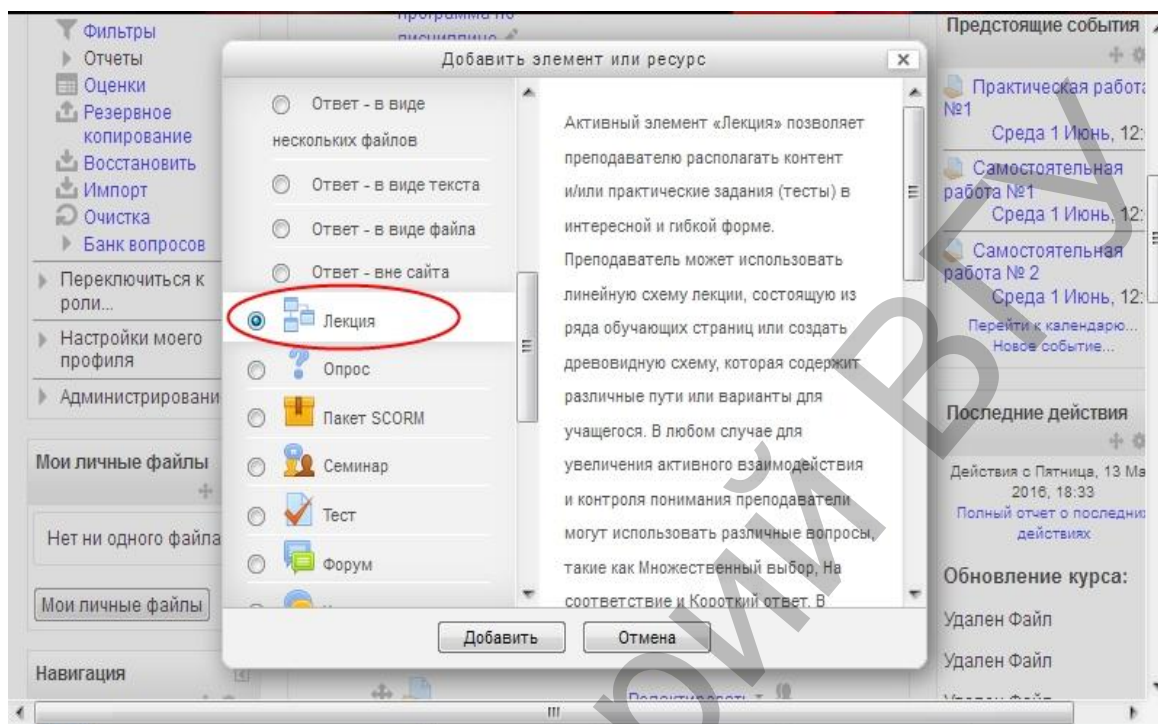 Фильтры
Отчеты
Оценки
Резервное
копирование
Восстановить
Импорт
Очистка
Банк вопросов
Переключиться к
роли...
Настройки моего
профиля
Мои личные файлы
Нет ни одного файла
Мои личные файлы
Навигация
программа по
Добавить элемент или ресурс
Ответ - в виде
нескольких файлов
Ответ - в виде текста
Ответ - в виде файла
Ответ - вне сайта
Лекция
Опрос
Пакет SCORM
Семинар
Тест
Форум
Активный элемент «Лекция» позволяет
преподавателю располагать контент
и/или практические задания (тесты) в
интересной и гибкой форме.
Преподаватель может использовать
линейную схему лекции, состоящую из
ряда обучающих страниц или создать
древовидную схему, которая содержит
различные пути или варианты для
учащегося. В любом случае для
увеличения активного взаимодействия
и контроля понимания преподаватели
могут использовать различные вопросы,
такие как Множественный выбор, На
соответствие и Короткий ответ. В
Добавить
Отмена
Редактировать
Предстоящие события
Практическая работа
№1
Среда 1 Июнь, 12:
Самостоятельная
работа №1
Среда 1 Июнь, 12:
Самостоятельная
работа № 2
Среда 1 Июнь, 12:
Перейти к календарю...
Новое событие...
Последние действия
Действия с Пятница, 13 Ма
2016, 18:33
Полный отчет о последних
действиях
Обновление курса:
Удален Файл
Удален Файл
ВГУ